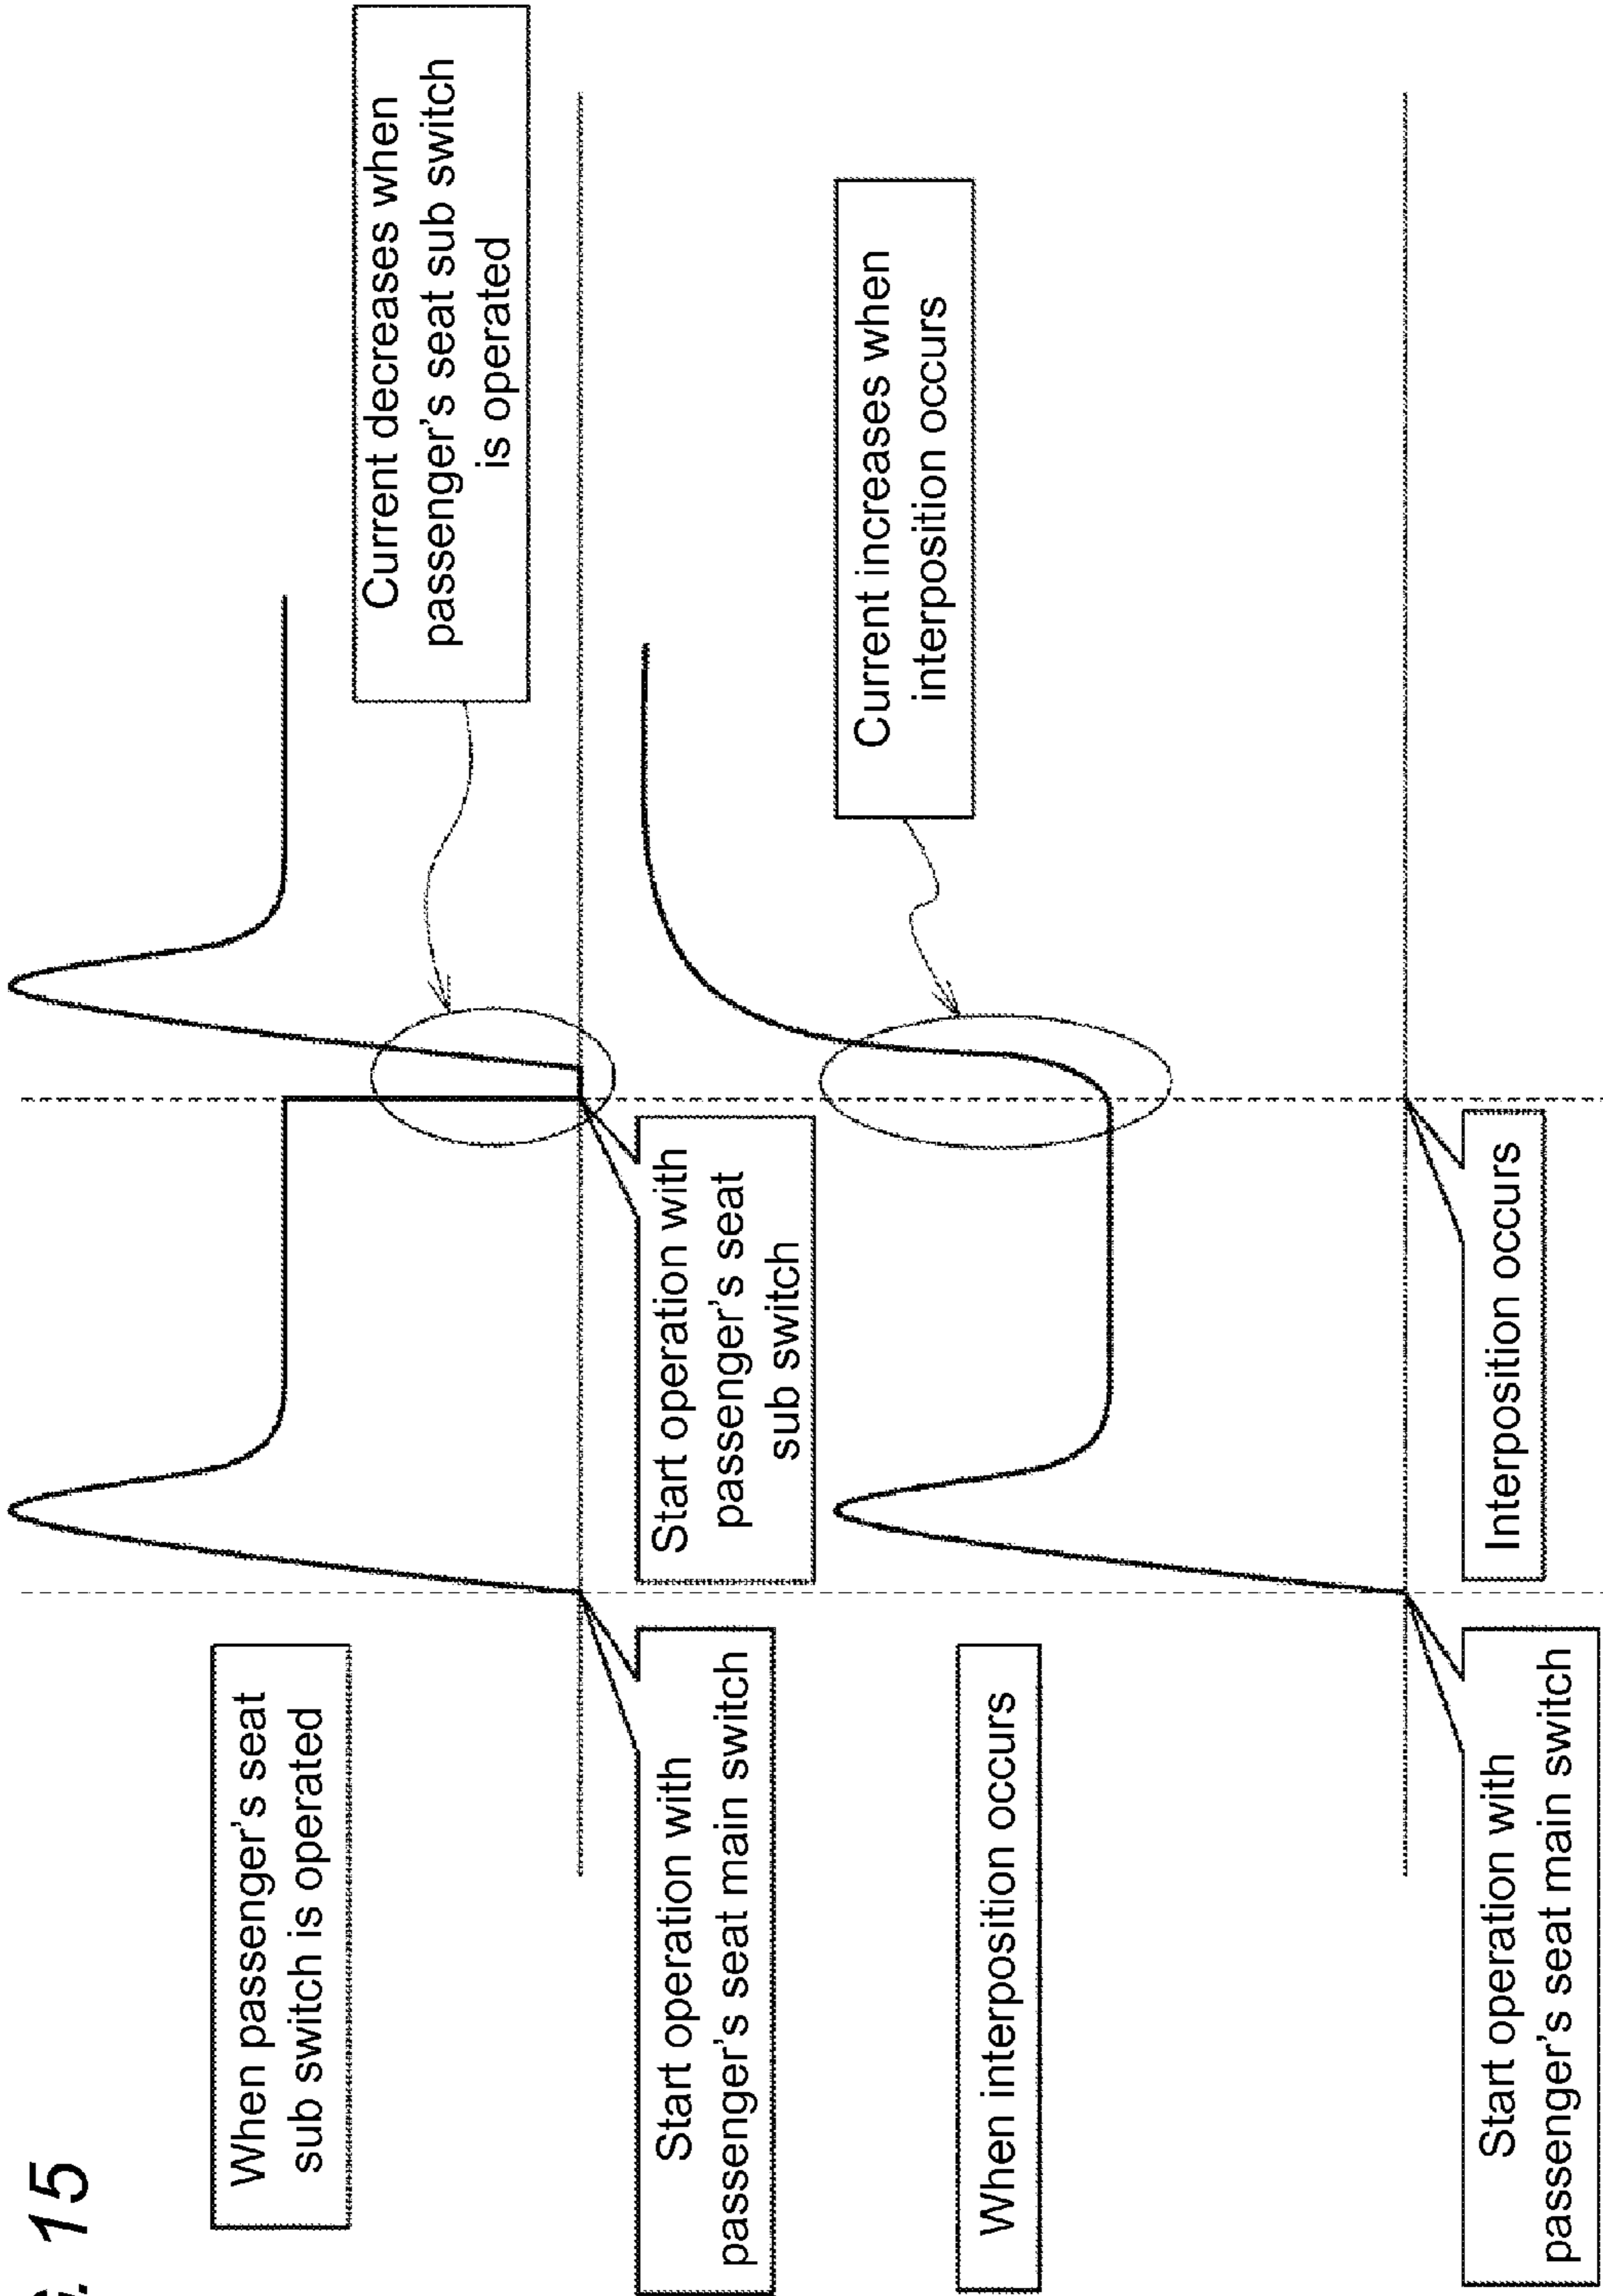 15
When passenger's seat
sub switch is operated
Current decreases when
passenger's seat sub switch
is operated
Start operation with
passenger's seat main switch
Start operation with
passenger's seat
sub switch
When interposition occurs
Current increases when
interposition occurs
Start operation with
passenger's seat main switch
Interposition occurs